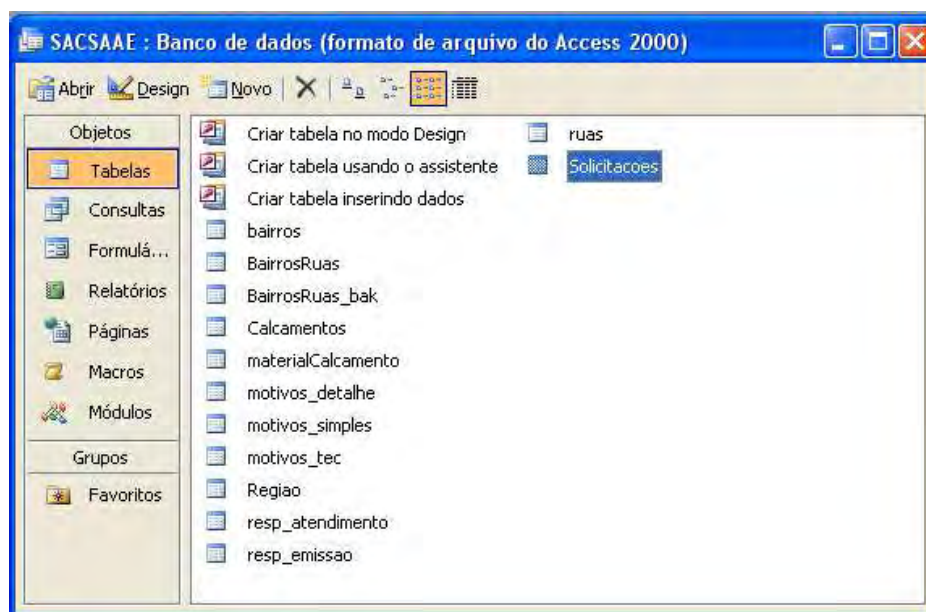 SACSAAE : Banco de dados (formato de arquivo do Access 2000)
Abrir Design Novo
Objetos
Tabelas
Consultas
Formulá...
Relatórios
Páginas
Macros
Módulos
Grupos
Favoritos
Criar tabela no modo Design
Criar tabela usando o assistente
Criar tabela inserindo dados
bairros
BairrosRuas
BairrosRuas_bak
Calcamentos
materialCalcamento
motivos_detalhe
motivos_simples
motivos_tec
Regiao
resp_atendimento
resp_emissao
ruas
Solicitacoes